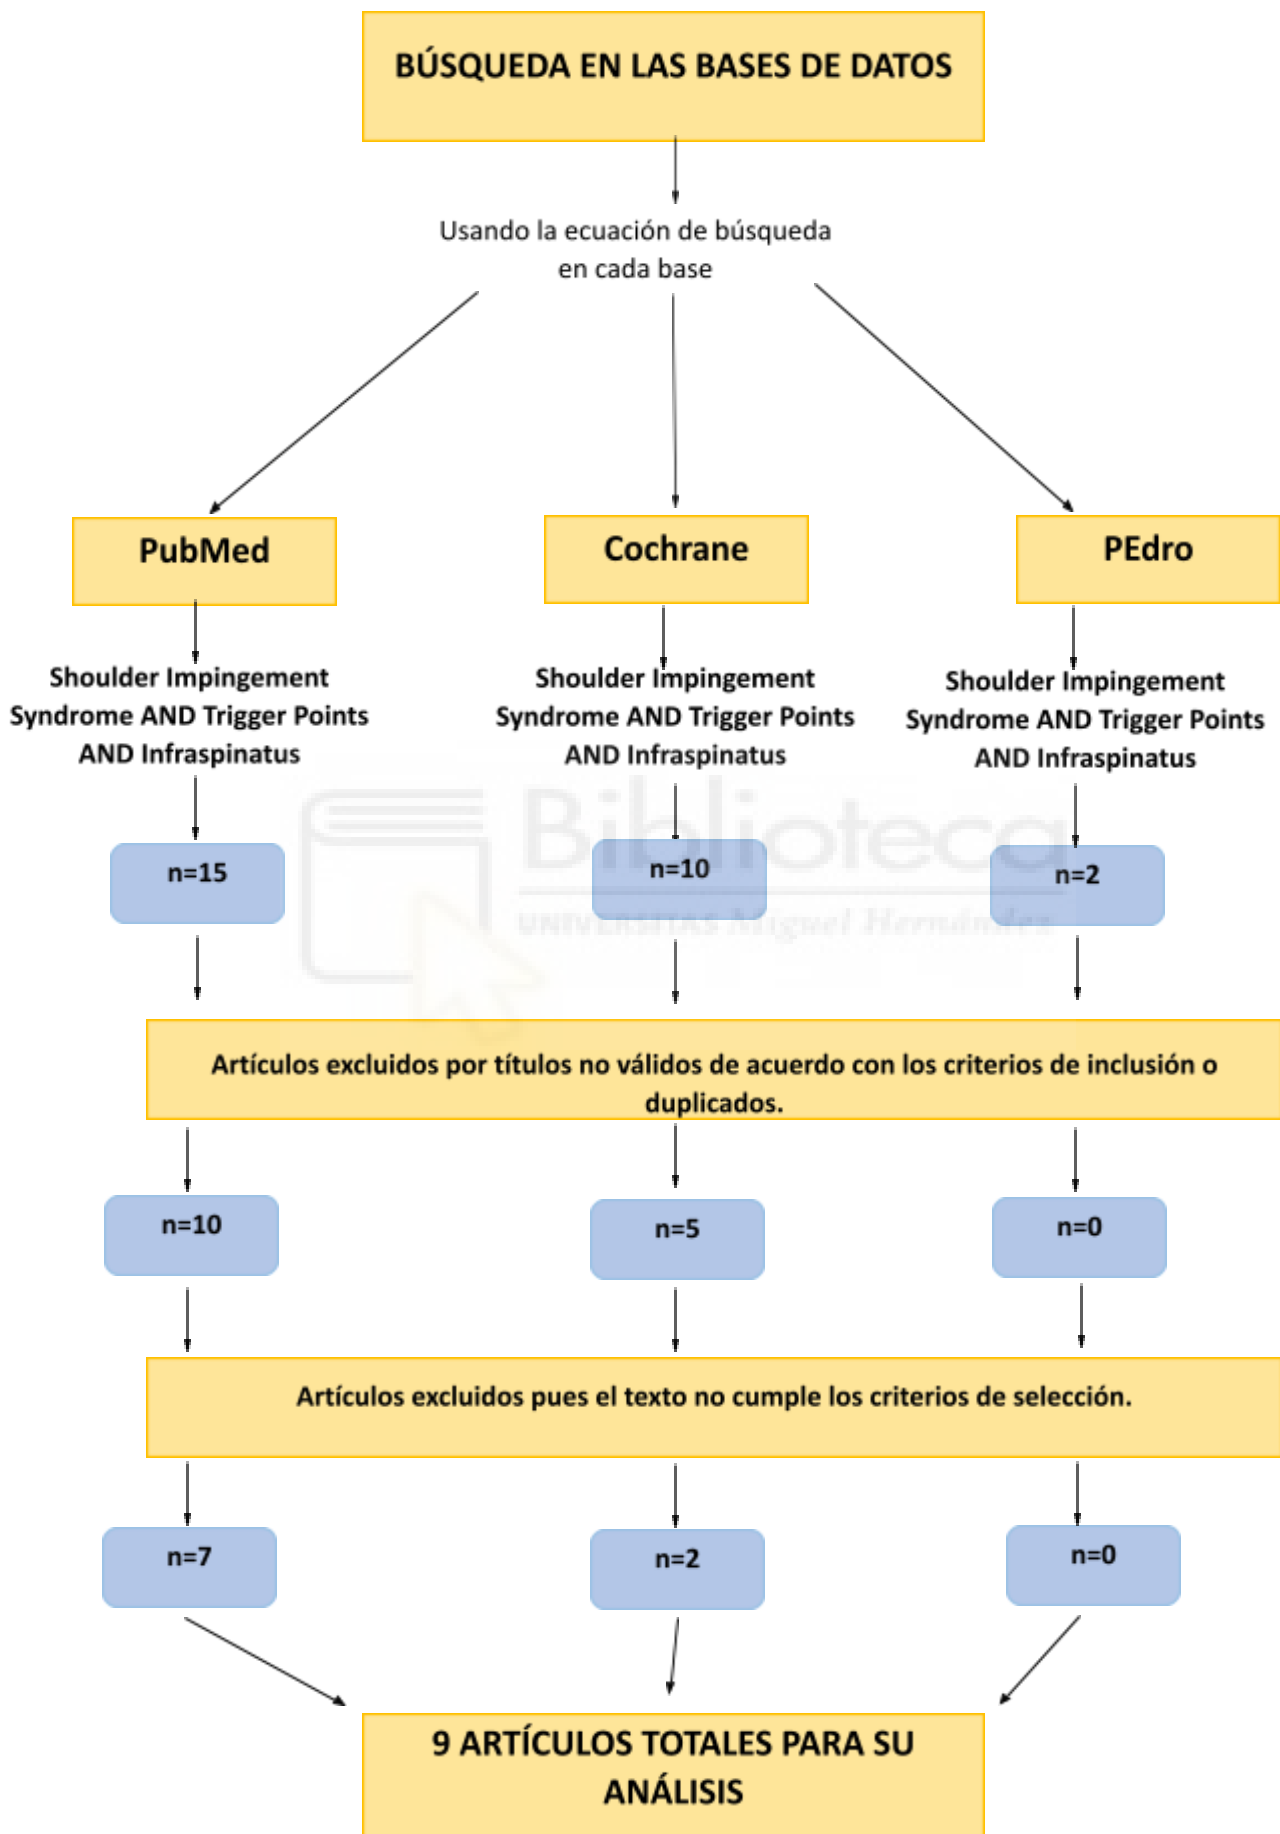 BÚSQUEDA EN LAS BASES DE DATOS
Usando la ecuación de búsqueda
en cada base
PubMed
Cochrane
PEdro
Shoulder Impingement
Syndrome AND Trigger Points
AND Infraspinatus
Shoulder Impingement
Syndrome AND Trigger Points
AND Infraspinatus
Shoulder Impingement
Syndrome AND Trigger Points
AND Infraspinatus
Biblioteca
UNIVERSITAS Miguel Hernández
n=15
n=10
n=2
Artículos excluidos por títulos no válidos de acuerdo con los criterios de inclusión o
duplicados.
n=10
n=5
n=0
Artículos excluidos pues el texto no cumple los criterios de selección.
n=7
n=2
n=0
9 ARTÍCULOS TOTALES PARA SU
ANÁLISIS